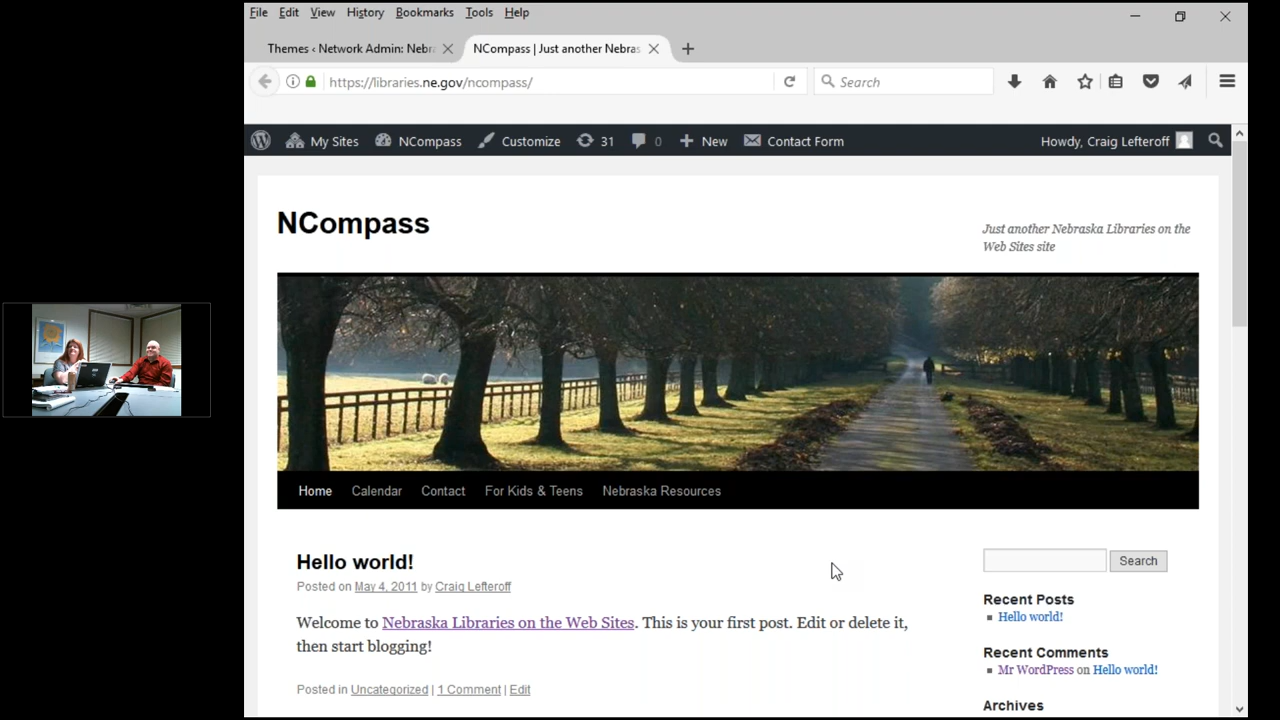 File Edit View History Bookmarks Tools Help
Themes ‹ Network Admin: Nebra
NCompass | Just another Nebras
https://libraries.ne.gov/ncompass/
Search
My Sites NCompass Customize 31 0 New Contact Form Howdy, Craig Lefteroff
NCompass
Just another Nebraska Libraries on the
Web Sites site
Home Calendar Contact For Kids & Teens Nebraska Resources
Hello world!
Posted on May 4, 2011 by Craig Lefteroff
Welcome to Nebraska Libraries on the Web Sites. This is your first post. Edit or delete it,
then start blogging!
Posted in Uncategorized | 1 Comment | Edit
Search
Recent Posts
Hello world!
Recent Comments
Mr WordPress on Hello world!
Archives